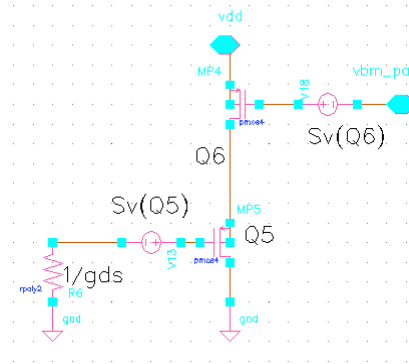 vdd
MP4
V18
vbm_pa
pmos4
Sv(Q6)
Q6
Sv(Q5)
MP5
Q5
V13
pmos4
1/gds
rpoly2
R6
gnd
gnd